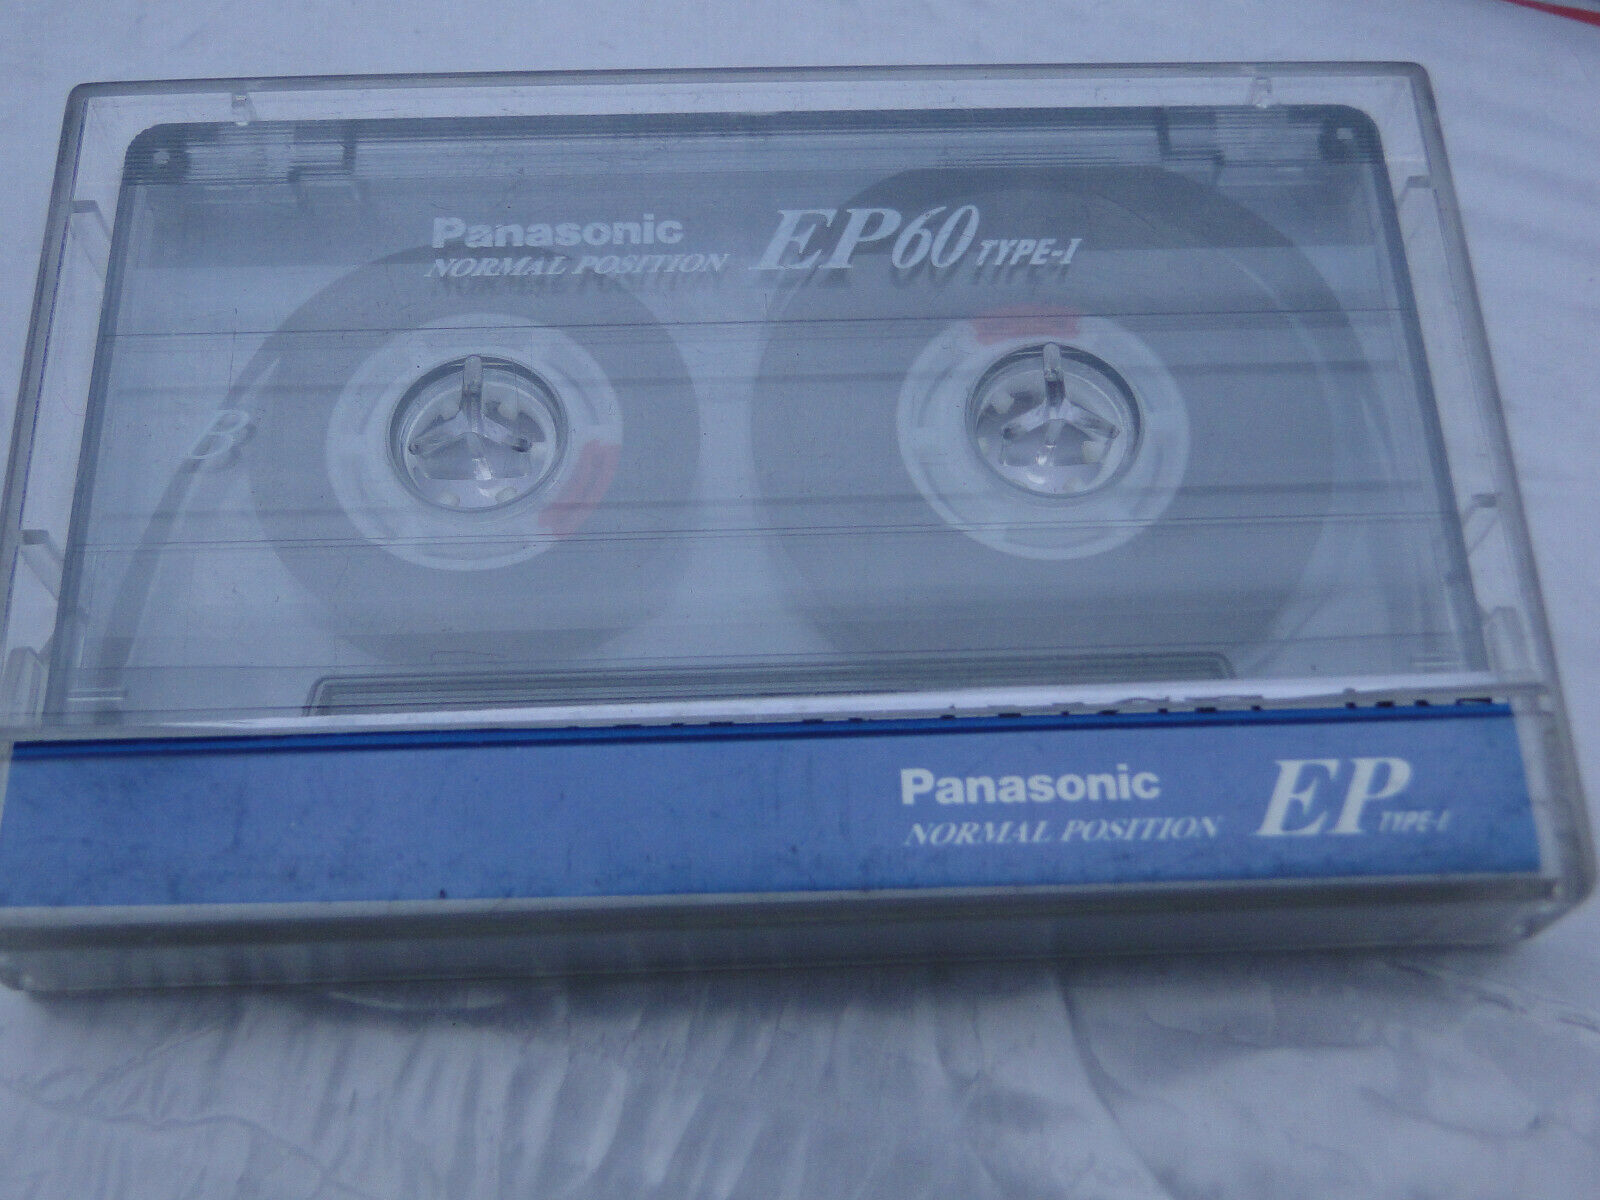 Panasonic EP60 TYPE-I
NORMAL POSITION
B
Panasonic EP TYPE-I
NORMAL POSITION